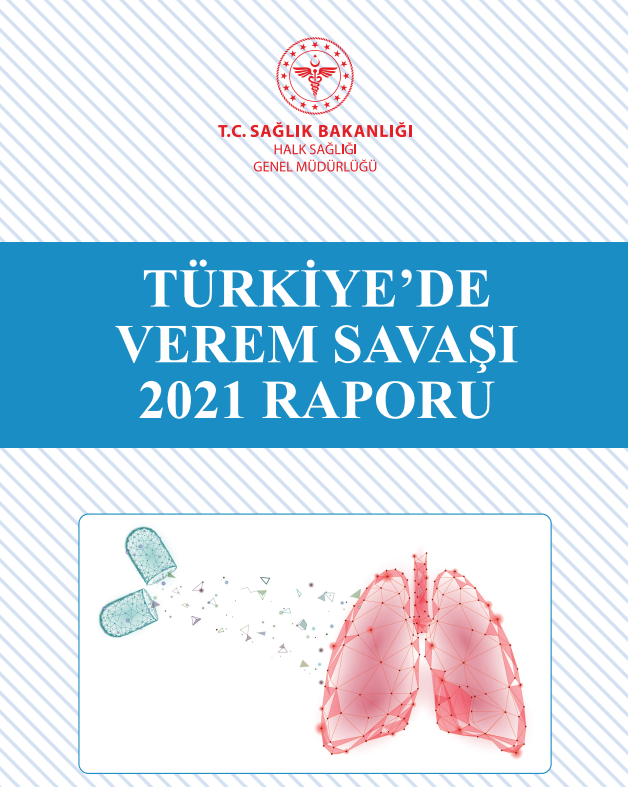 T.C. SAĞLIK BAKANLIĞI
HALK SAĞLIĞI
GENEL MÜDÜRLÜĞÜ
TÜRKİYE’DE
VEREM SAVAŞI
2021 RAPORU